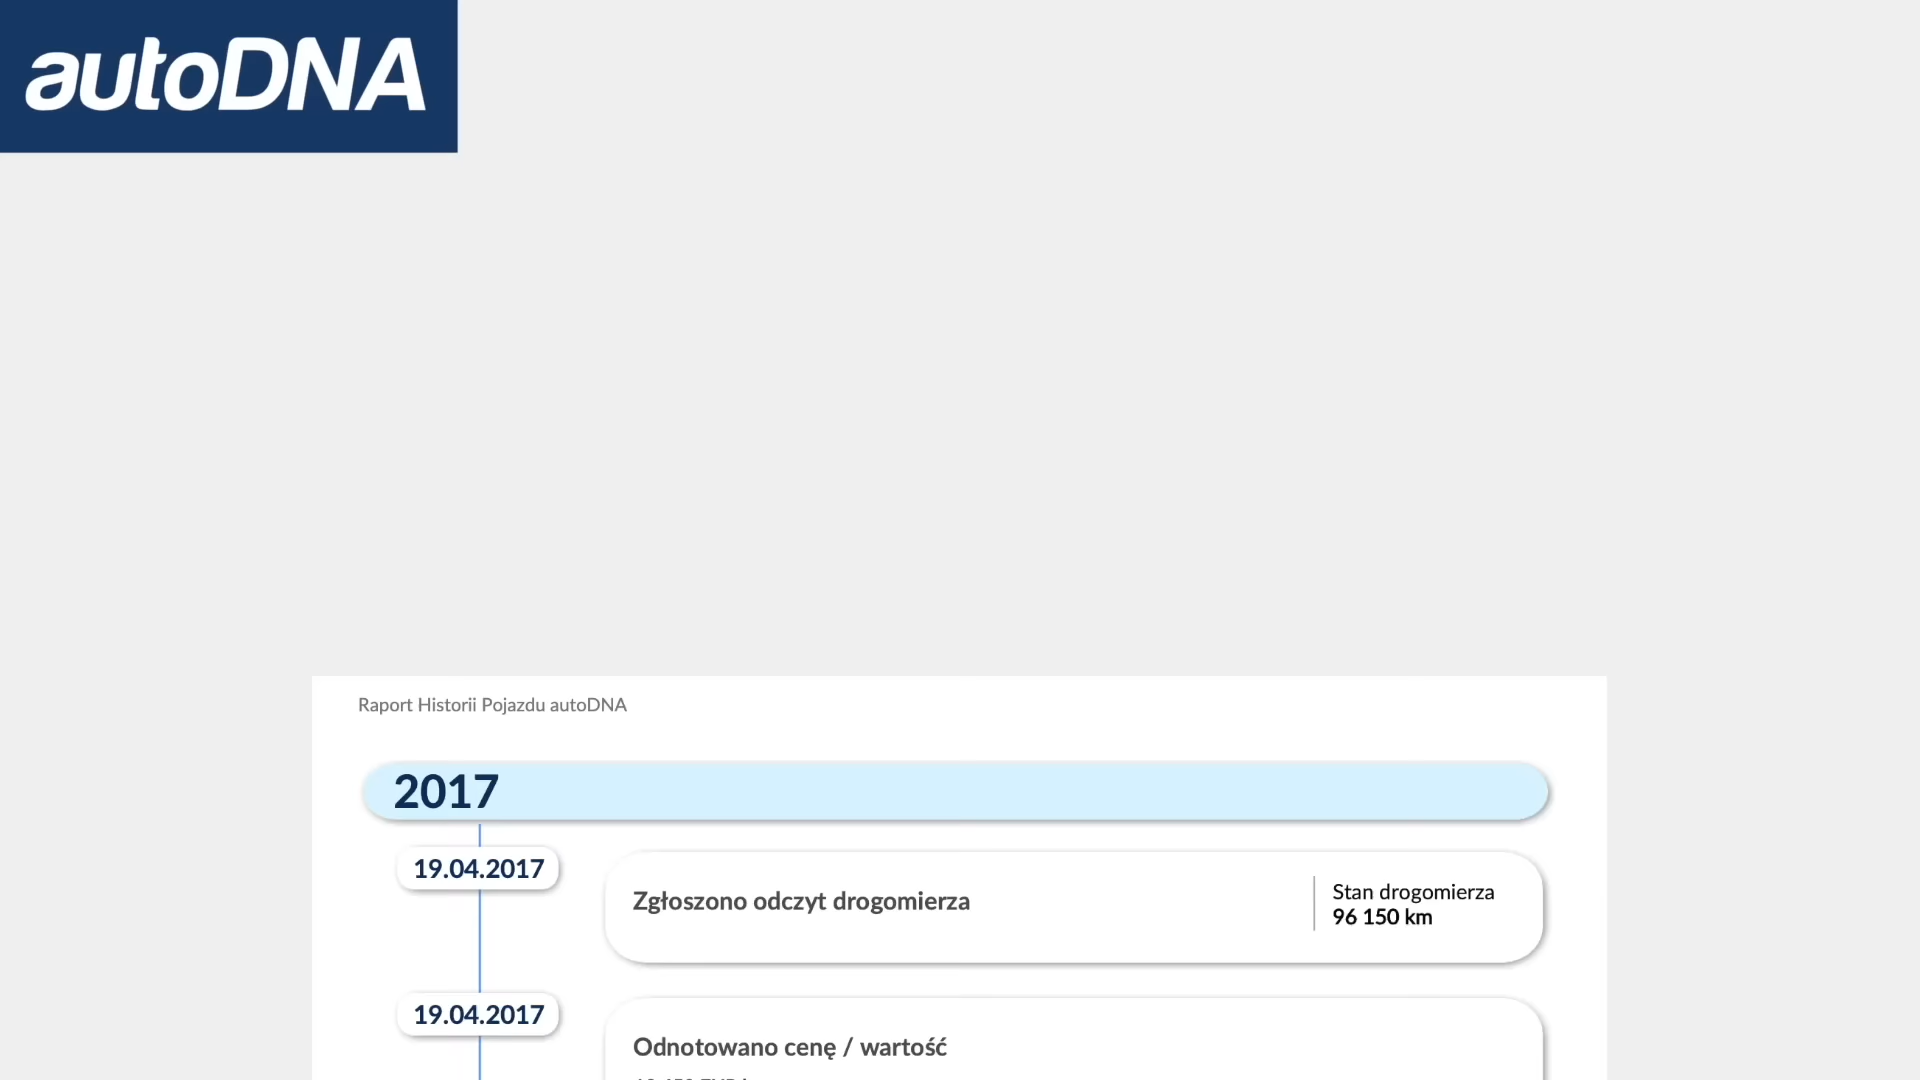 autoDNA
Raport Historii Pojazdu autoDNA
2017
19.04.2017
Zgłoszono odczyt drogomierza
Stan drogomierza
96 150 km
19.04.2017
Odnotowano cenę / wartość